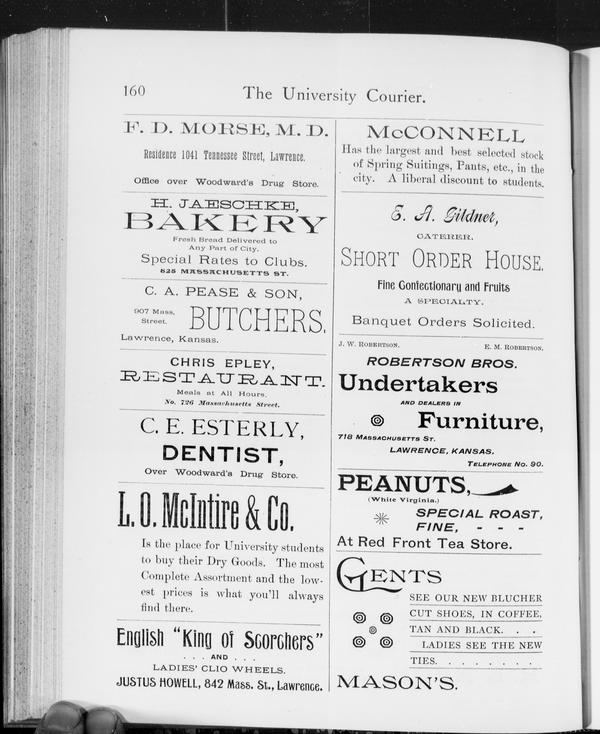 160
The University Courier.
F. D. MORSE, M. D.
Residence 1041 Tennessee Street, Lawrence.
Office over Woodward's Drug Store.
H. JAESCHKE,
BAKERY
Fresh Bread Delivered to
Any Part of City.
Special Rates to Clubs.
825 MASSACHUSETTS ST.
C. A. PEASE & SON,
907 Mass.
Street.
BUTCHERS,
Lawrence, Kansas.
CHRIS EPLEY,
RESTAURANT.
Meals at All Hours.
No. 726 Massachusetts Street.
C. E. ESTERLY,
DENTIST,
Over Woodward's Drug Store.
L. O. McIntire & Co.
Is the place for University students
to buy their Dry Goods. The most
Complete Assortment and the low-
est prices is what you'll always
find there.
English "King of Scorchers"
. . . AND . . .
LADIES' CLIO WHEELS.
JUSTUS HOWELL, 842 Mass. St., Lawrence.
McCONNELL
Has the largest and best selected stock
of Spring Suitings, Pants, etc., in the
city. A liberal discount to students.
E. A. Gildner,
CATERER,
SHORT ORDER HOUSE.
Fine Confectionary and Fruits
A SPECIALTY.
Banquet Orders Solicited.
J. W. ROBERTSON. E. M. ROBERTSON.
ROBERTSON BROS.
Undertakers
AND DEALERS IN
Furniture,
718 MASSACHUSETTS ST.
LAWRENCE, KANSAS.
TELEPHONE NO. 90.
PEANUTS,
(White Virginia.)
SPECIAL ROAST,
FINE, - - -
At Red Front Tea Store.
GENTS
SEE OUR NEW BLUCHER
CUT SHOES, IN COFFEE,
TAN AND BLACK. . .
LADIES SEE THE NEW
TIES. . . . . . . .
MASON'S.